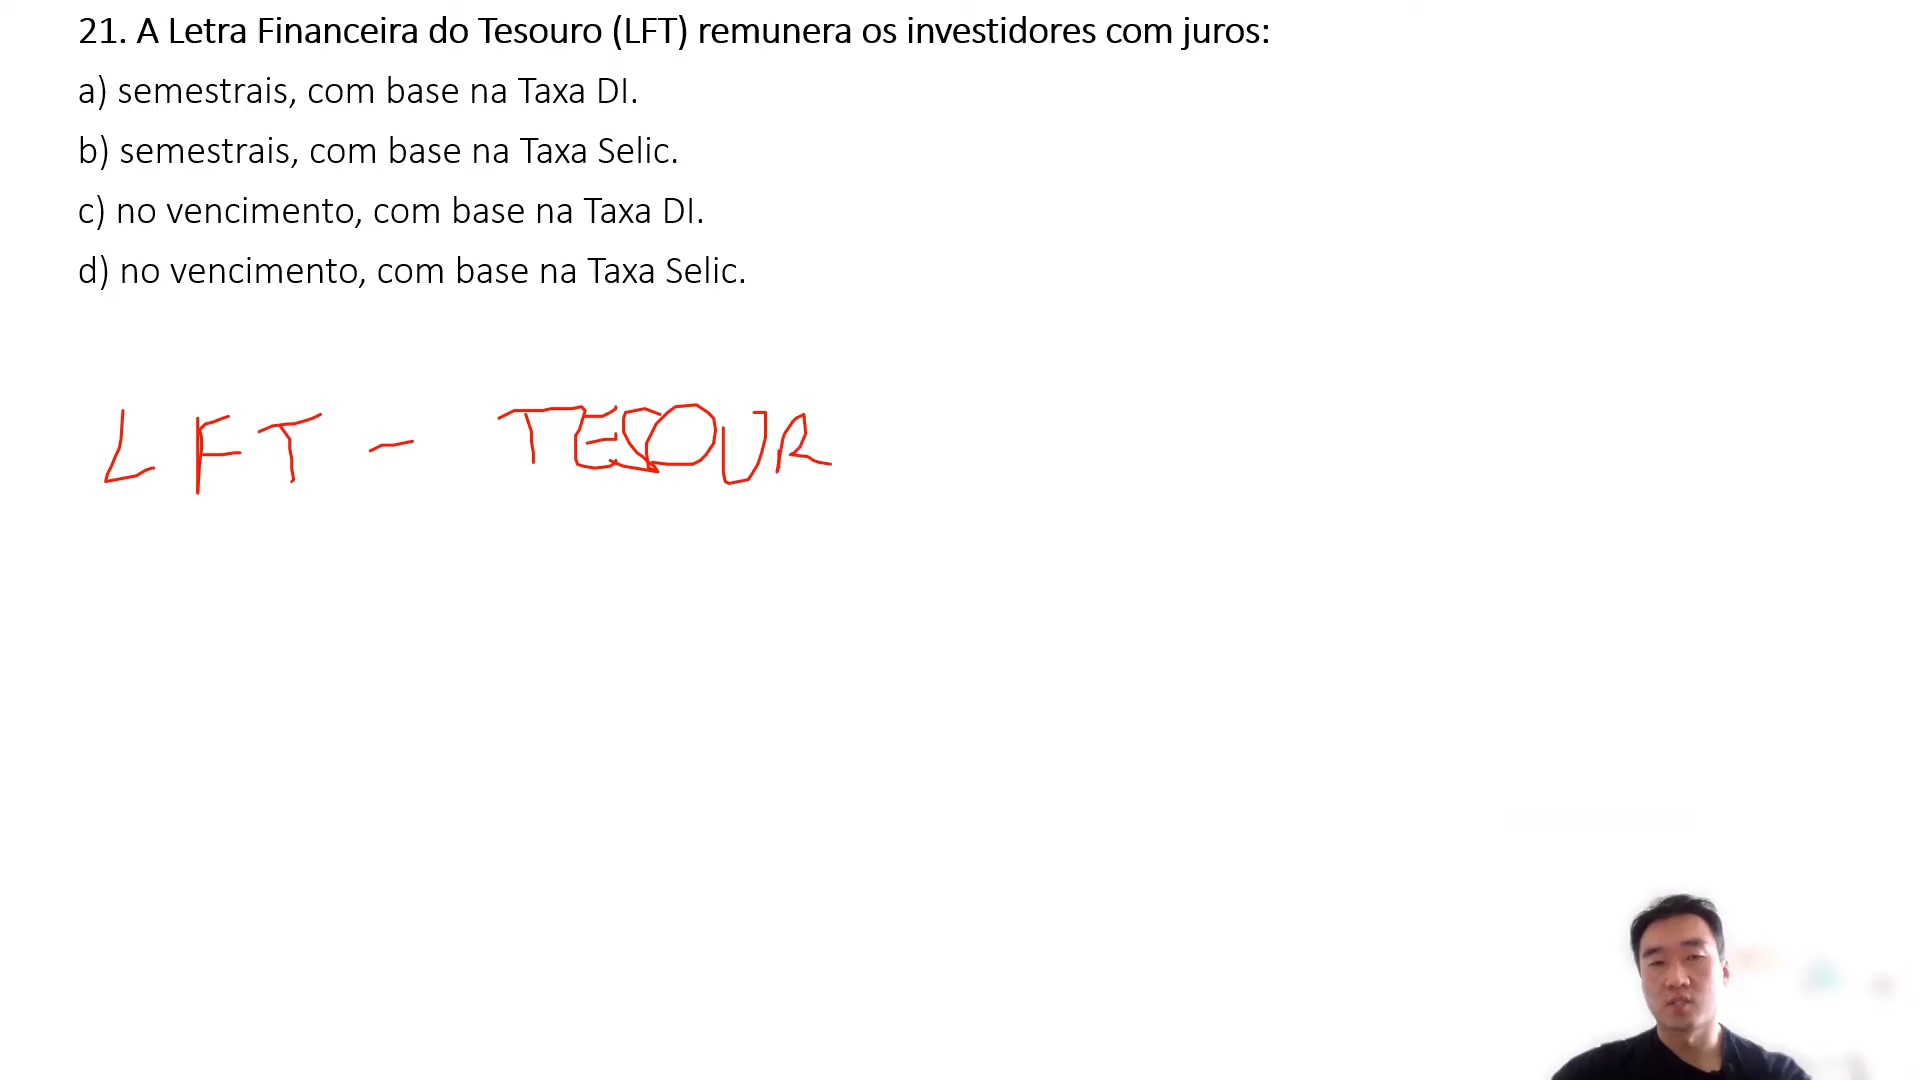 21. A Letra Financeira do Tesouro (LFT) remunera os investidores com juros:
a) semestrais, com base na Taxa DI.
b) semestrais, com base na Taxa Selic.
c) no vencimento, com base na Taxa DI.
d) no vencimento, com base na Taxa Selic.
LFT - TESOUR